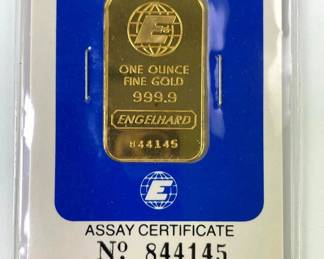 E
ONE OUNCE
FINE GOLD
999.9
ENGELHARD
844145
E
ASSAY CERTIFICATE
Nº 844145